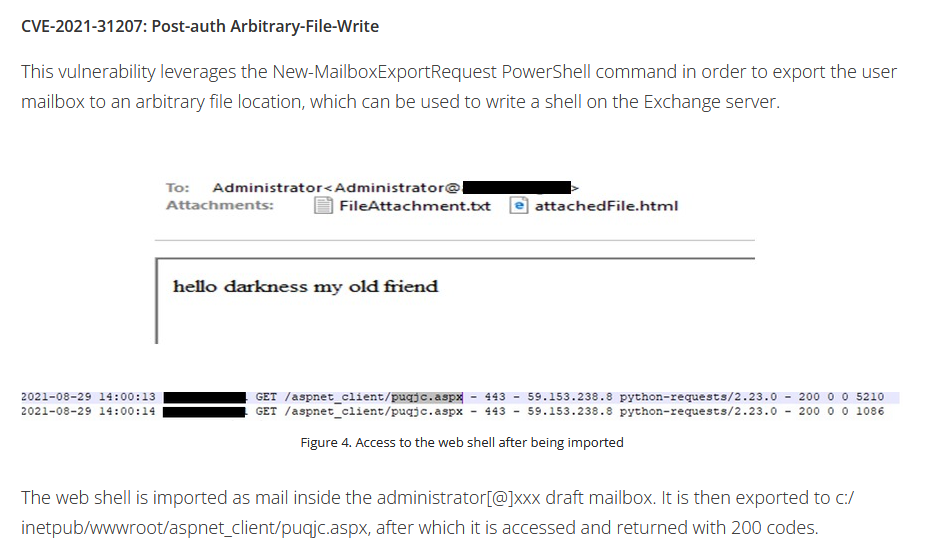 CVE-2021-31207: Post-auth Arbitrary-File-Write
This vulnerability leverages the New-MailboxExportRequest PowerShell command in order to export the user
mailbox to an arbitrary file location, which can be used to write a shell on the Exchange server.
To: Administrator<Administrator@ >
Attachments: FileAttachment.txt attachedFile.html
hello darkness my old friend
2021-08-29 14:00:13 GET /aspnet_client/puqjc.aspx - 443 - 59.153.238.8 python-requests/2.23.0 - 200 0 0 5210
2021-08-29 14:00:14 GET /aspnet_client/puqjc.aspx - 443 - 59.153.238.8 python-requests/2.23.0 - 200 0 0 1086
Figure 4. Access to the web shell after being imported
The web shell is imported as mail inside the administrator[@]xxx draft mailbox. It is then exported to c:/
inetpub/wwwroot/aspnet_client/puqjc.aspx, after which it is accessed and returned with 200 codes.